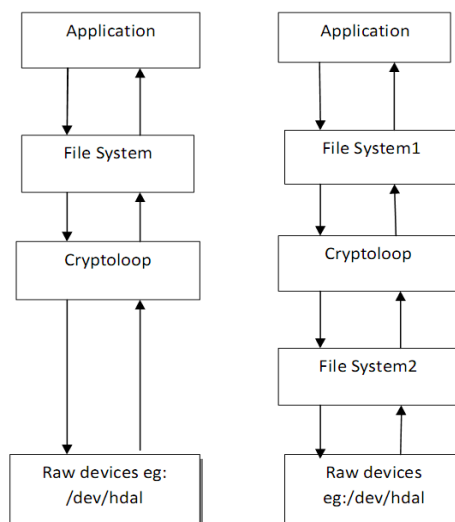 Application
File System
Cryptoloop
Raw devices eg:
/dev/hdal
Application
File System1
Cryptoloop
File System2
Raw devices
eg:/dev/hdal